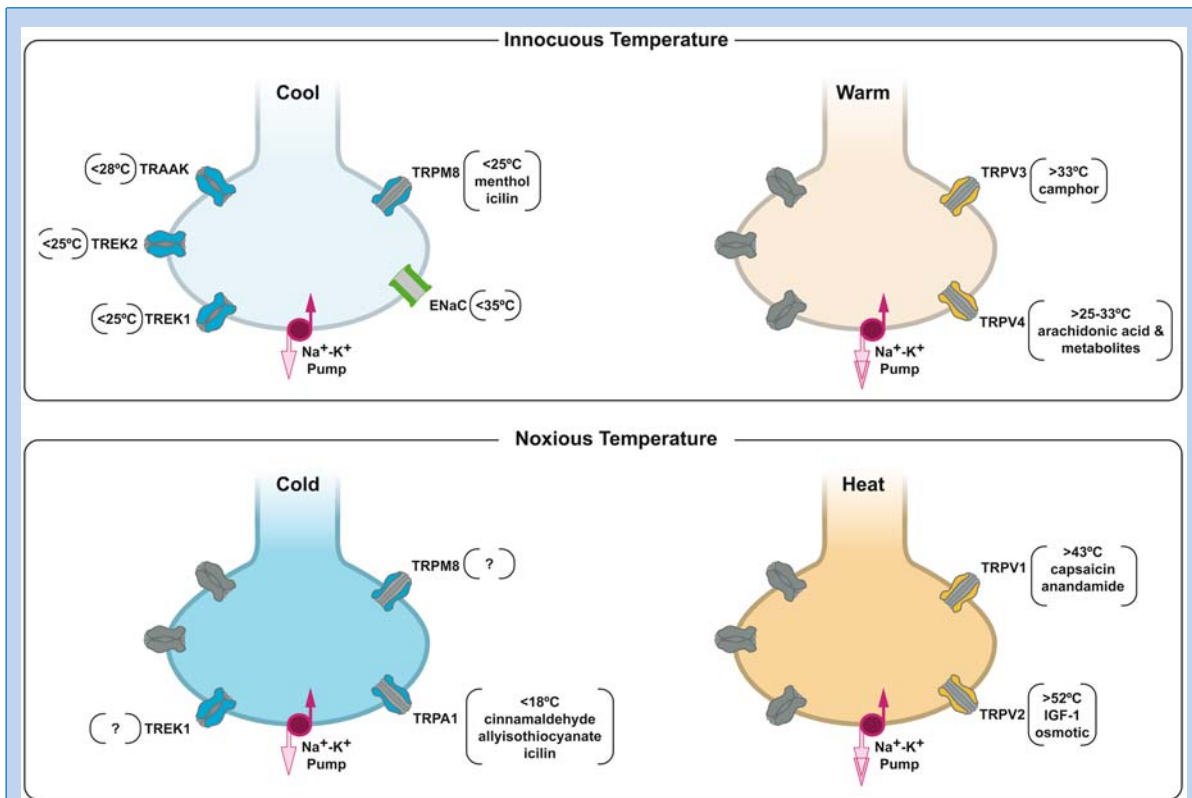 Innocuous Temperature
Cool
<28ºC TRAAK
<25ºC TREK2
<25ºC TREK1
TRPM8
<25ºC
menthol
icilin
ENaC <35ºC
Na⁺-K⁺
Pump
Warm
TRPV3
>33ºC
camphor
TRPV4
>25-33ºC
arachidonic acid &
metabolites
Na⁺-K⁺
Pump
Noxious Temperature
Cold
TRPM8 ?
? TREK1
TRPA1
<18ºC
cinnamaldehyde
allyisothiocyanate
icilin
Na⁺-K⁺
Pump
Heat
TRPV1
>43ºC
capsaicin
anandamide
TRPV2
>52ºC
IGF-1
osmotic
Na⁺-K⁺
Pump